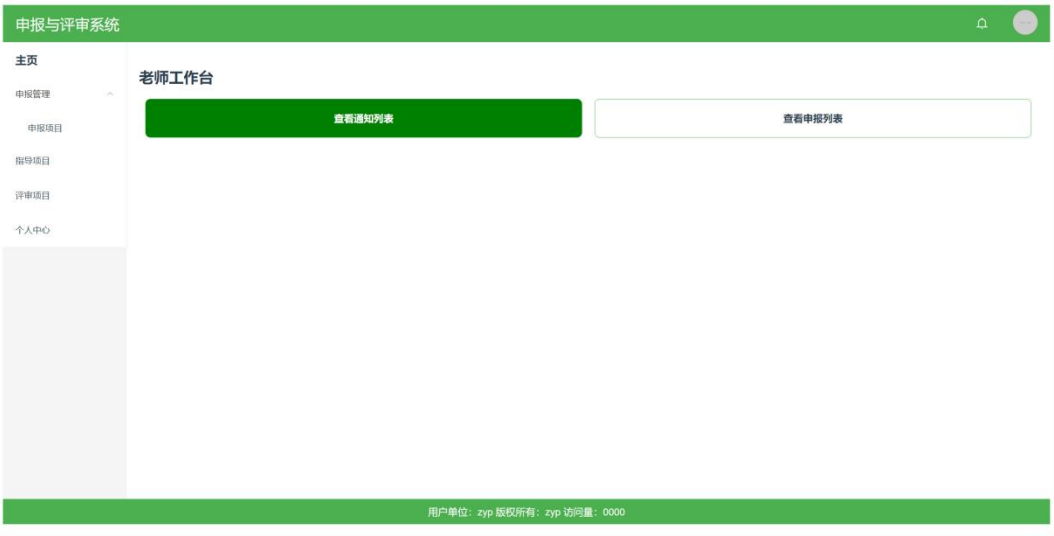 申报与评审系统
主页
申报管理
申报项目
指导项目
评审项目
个人中心
老师工作台
查看通知列表
查看申报列表
用户单位：zyp 版权所有：zyp 访问量：0000